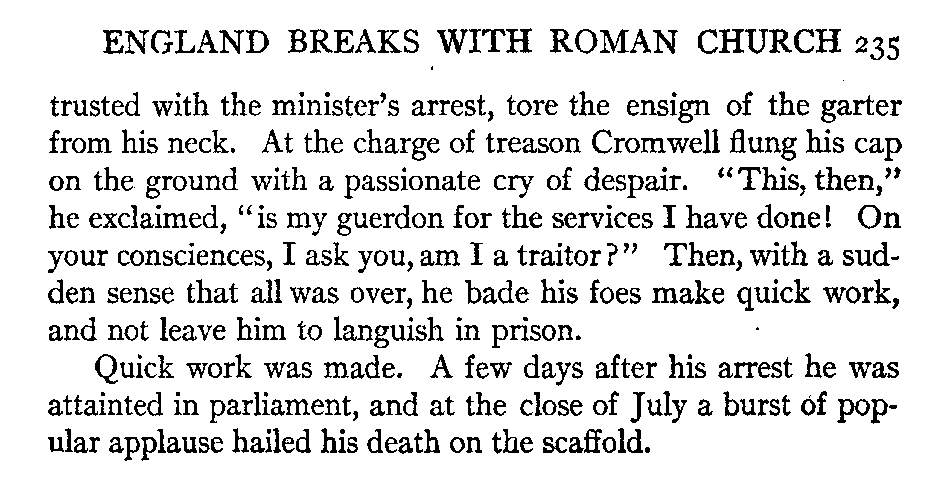 ENGLAND BREAKS WITH ROMAN CHURCH 235
trusted with the minister's arrest, tore the ensign of the garter
from his neck. At the charge of treason Cromwell flung his cap
on the ground with a passionate cry of despair. "This, then,"
he exclaimed, "is my guerdon for the services I have done! On
your consciences, I ask you, am I a traitor?" Then, with a sud-
den sense that all was over, he bade his foes make quick work,
and not leave him to languish in prison.
Quick work was made. A few days after his arrest he was
attainted in parliament, and at the close of July a burst of pop-
ular applause hailed his death on the scaffold.